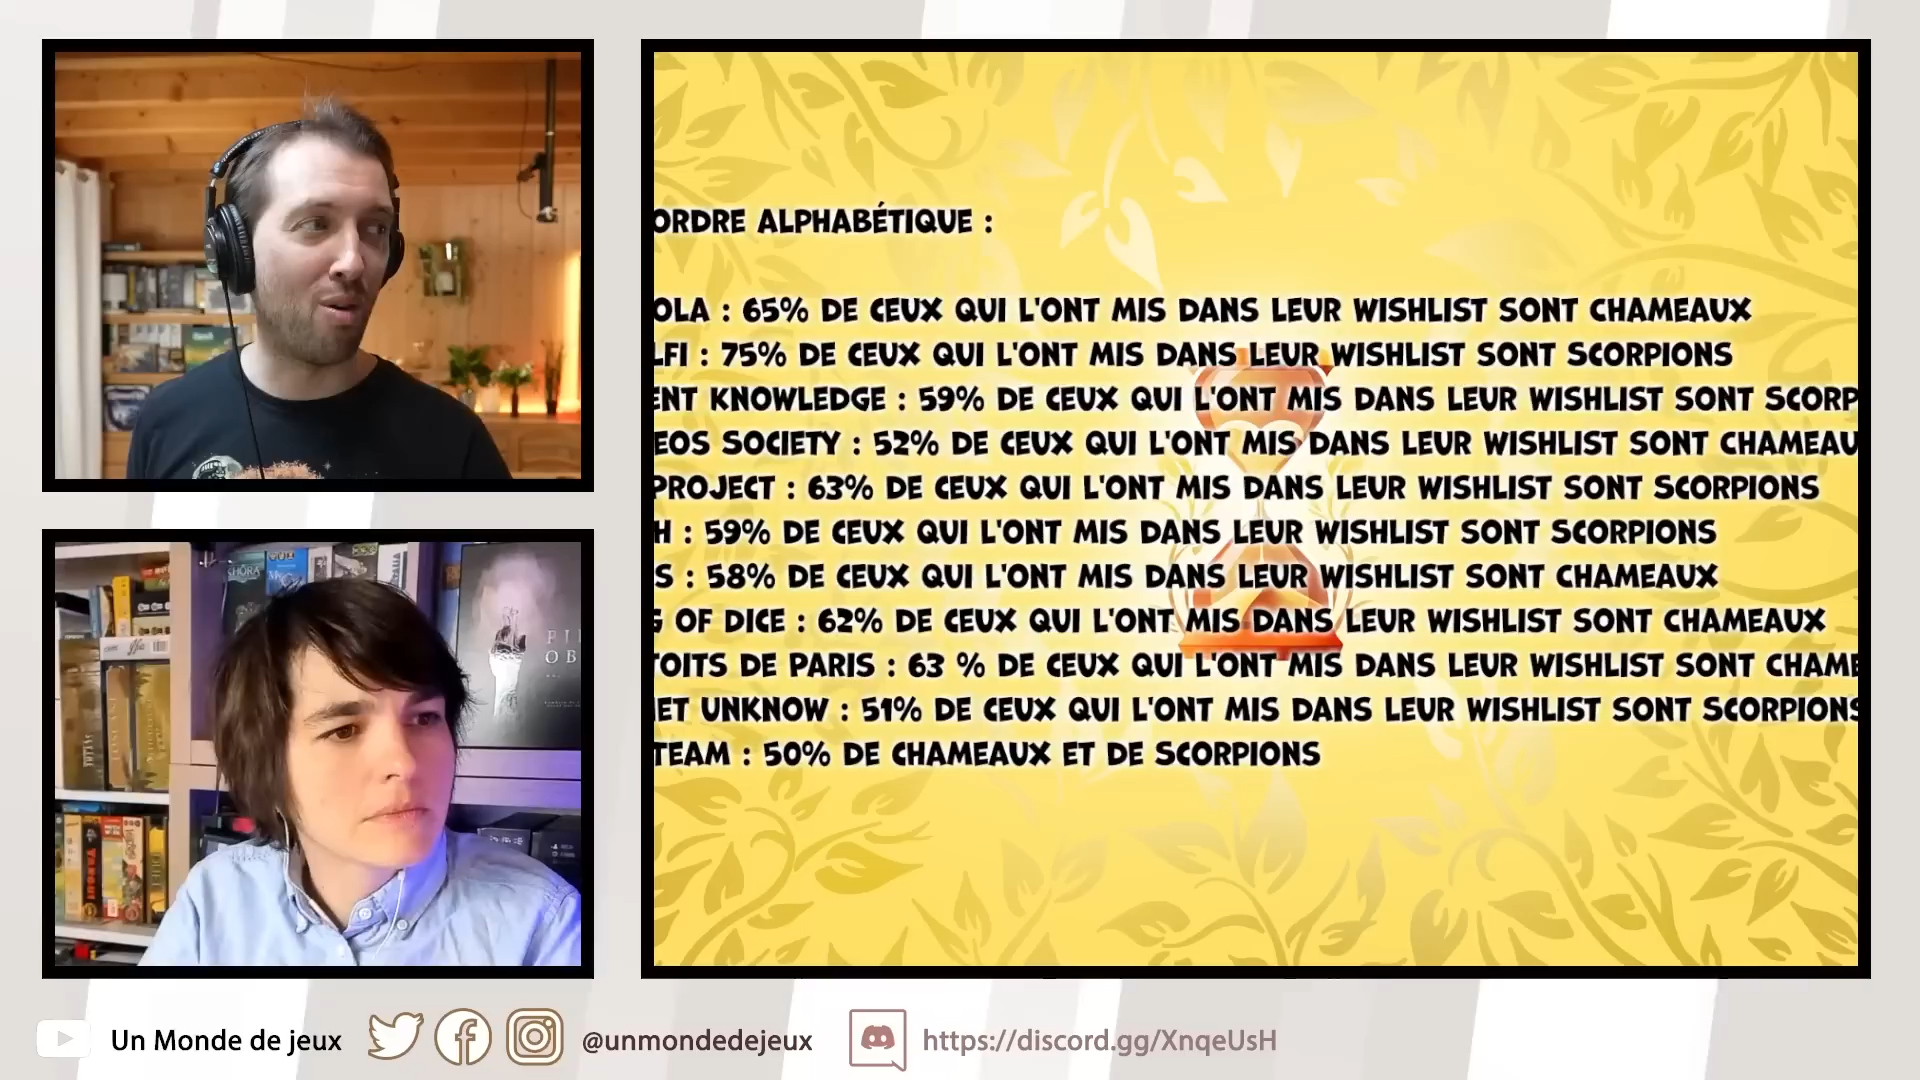 ORDRE ALPHABÉTIQUE :
OLA : 65% DE CEUX QUI L'ONT MIS DANS LEUR WISHLIST SONT CHAMEAUX
LFI : 75% DE CEUX QUI L'ONT MIS DANS LEUR WISHLIST SONT SCORPIONS
ENT KNOWLEDGE : 59% DE CEUX QUI L'ONT MIS DANS LEUR WISHLIST SONT SCORP
EOS SOCIETY : 52% DE CEUX QUI L'ONT MIS DANS LEUR WISHLIST SONT CHAMEAU
PROJECT : 63% DE CEUX QUI L'ONT MIS DANS LEUR WISHLIST SONT SCORPIONS
H : 59% DE CEUX QUI L'ONT MIS DANS LEUR WISHLIST SONT SCORPIONS
S : 58% DE CEUX QUI L'ONT MIS DANS LEUR WISHLIST SONT CHAMEAUX
G OF DICE : 62% DE CEUX QUI L'ONT MIS DANS LEUR WISHLIST SONT CHAMEAUX
TOITS DE PARIS : 63 % DE CEUX QUI L'ONT MIS DANS LEUR WISHLIST SONT CHAME
ET UNKNOW : 51% DE CEUX QUI L'ONT MIS DANS LEUR WISHLIST SONT SCORPIONS
TEAM : 50% DE CHAMEAUX ET DE SCORPIONS
KHÔRA
Un Monde de jeux
@unmondedejeux
https://discord.gg/XnqeUsH